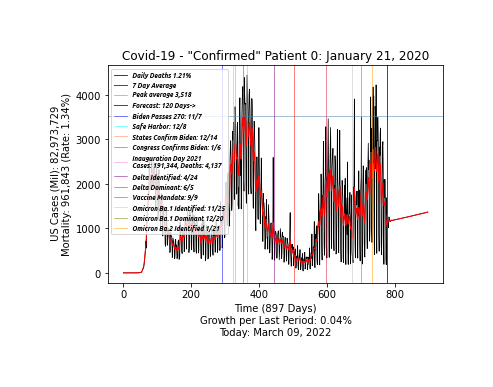 Covid-19 - "Confirmed" Patient 0: January 21, 2020
Daily Deaths 1.21%
7 Day Average
Peak average 3,518
Forecast: 120 Days->
Biden Passes 270: 11/7
Safe Harbor: 12/8
States Confirm Biden: 12/14
Congress Confirms Biden: 1/6
Inauguration Day 2021
Cases: 191,344, Deaths: 4,137
Delta Identified: 4/24
Delta Dominant: 6/5
Vaccine Mandate: 9/9
Omicron Ba.1 Identified: 11/25
Omicron Ba.1 Dominant 12/20
Omicron Ba.2 Identified 1/21
US Cases (Mil): 82,973,729
Mortality: 961,843 (Rate: 1.34%)
4000
3000
2000
1000
0
0 200 400 600 800
Time (897 Days)
Growth per Last Period: 0.04%
Today: March 09, 2022